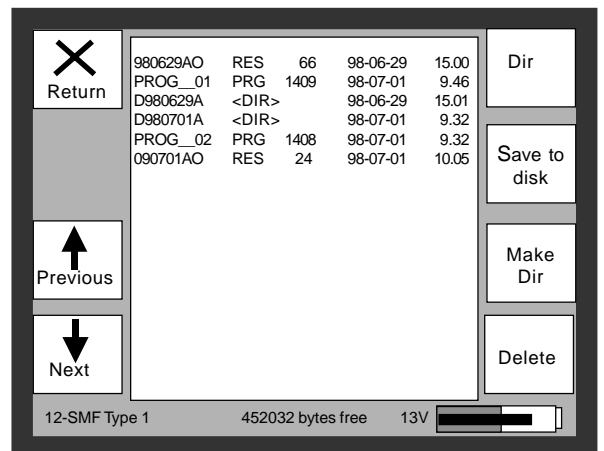 Return
980629AO RES 66 98-06-29 15.00
PROG__01 PRG 1409 98-07-01 9.46
D980629A <DIR> 98-06-29 15.01
D980701A <DIR> 98-07-01 9.32
PROG__02 PRG 1408 98-07-01 9.32
090701AO RES 24 98-07-01 10.05
Dir
Save to
disk
Previous
Make
Dir
Next
Delete
12-SMF Type 1 452032 bytes free 13V